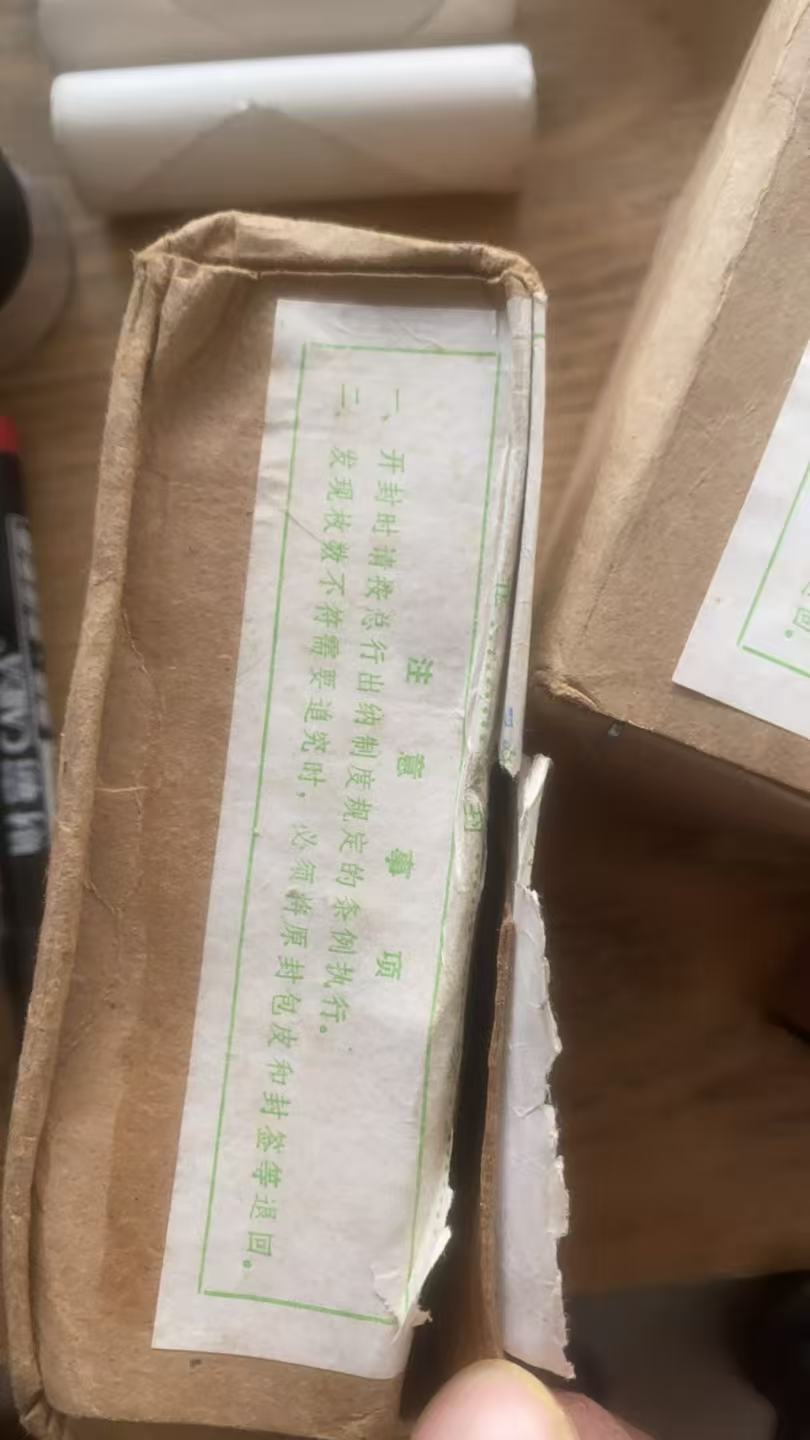 注意事项
一、开封时请按总行出纳制度规定的条例执行。
二、发现枚数不符需要追究时，必须将原封包皮和封签等退回。
回。